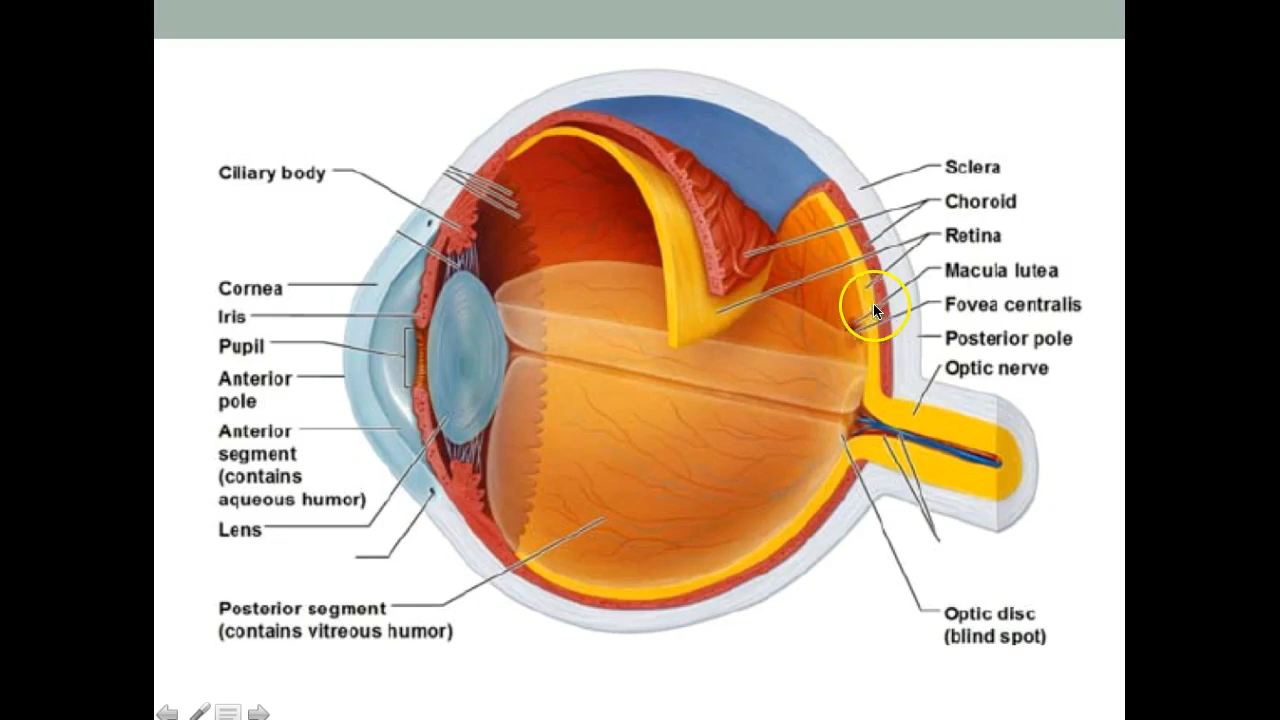 Ciliary body
Cornea
Iris
Pupil
Anterior
pole
Anterior
segment
(contains
aqueous humor)
Lens
Posterior segment
(contains vitreous humor)
Sclera
Choroid
Retina
Macula lutea
Fovea centralis
Posterior pole
Optic nerve
Optic disc
(blind spot)